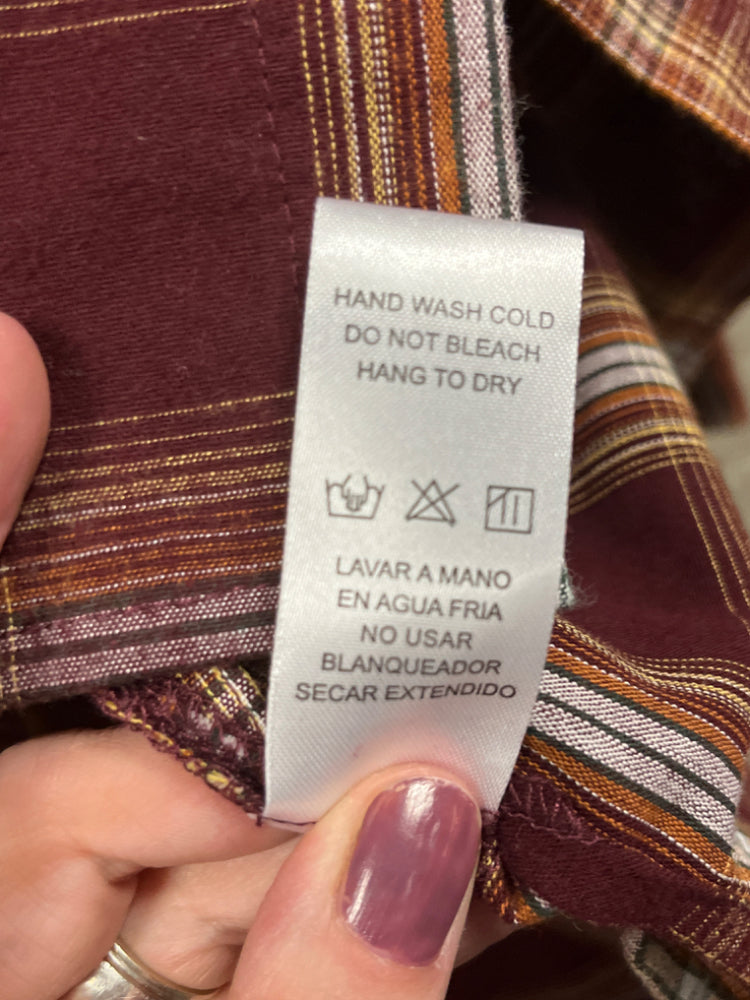 HAND WASH COLD
DO NOT BLEACH
HANG TO DRY
LAVAR A MANO
EN AGUA FRIA
NO USAR
BLANQUEADOR
SECAR EXTENDIDO